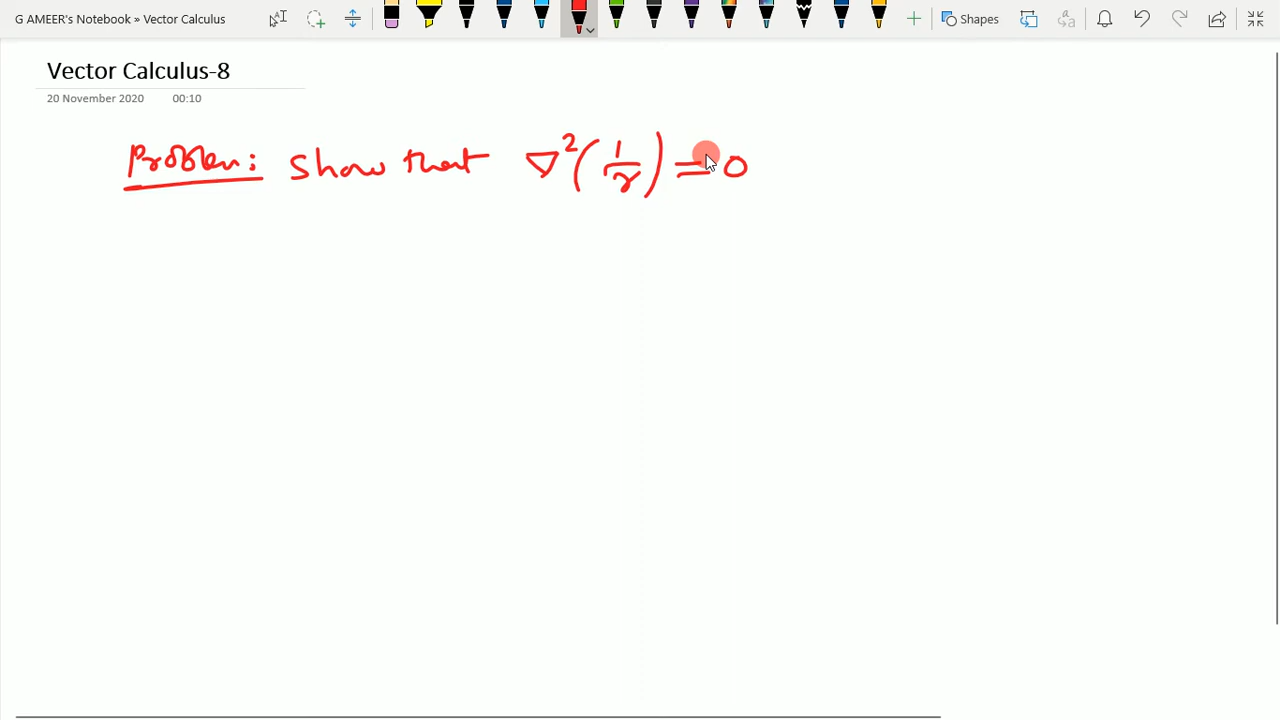 G AMEER's Notebook » Vector Calculus
Shapes
Vector Calculus-8
20 November 2020 00:10
Problem: Show that ∇²(1/r) = 0